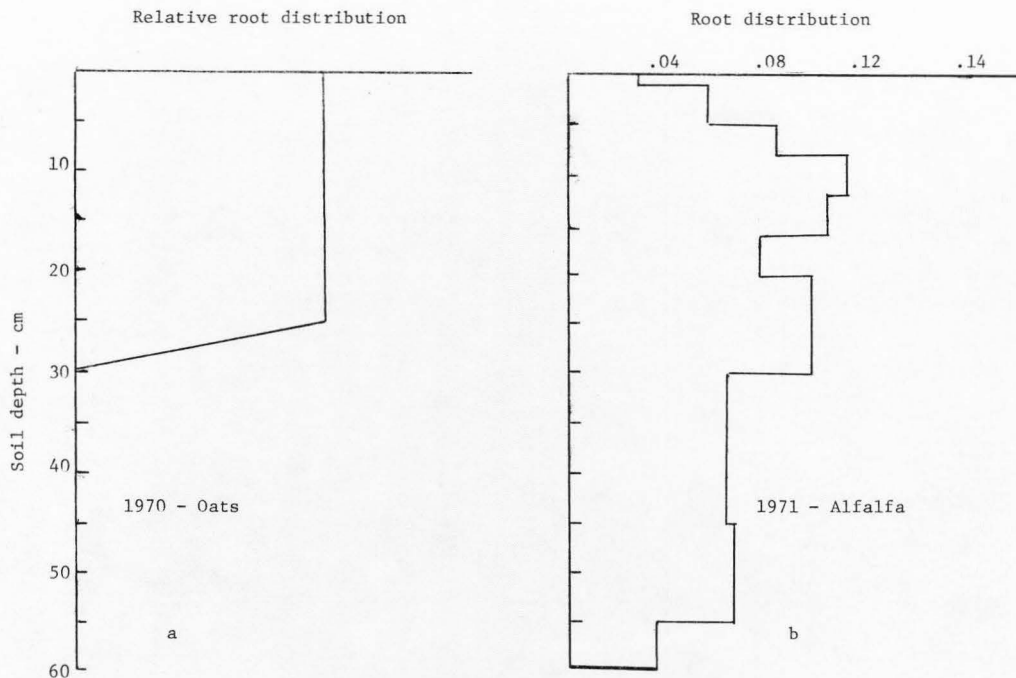 Relative root distribution
Root distribution
.04 .08 .12 .14
10
20
30
40
50
60
Soil depth - cm
1970 - Oats
1971 - Alfalfa
a
b